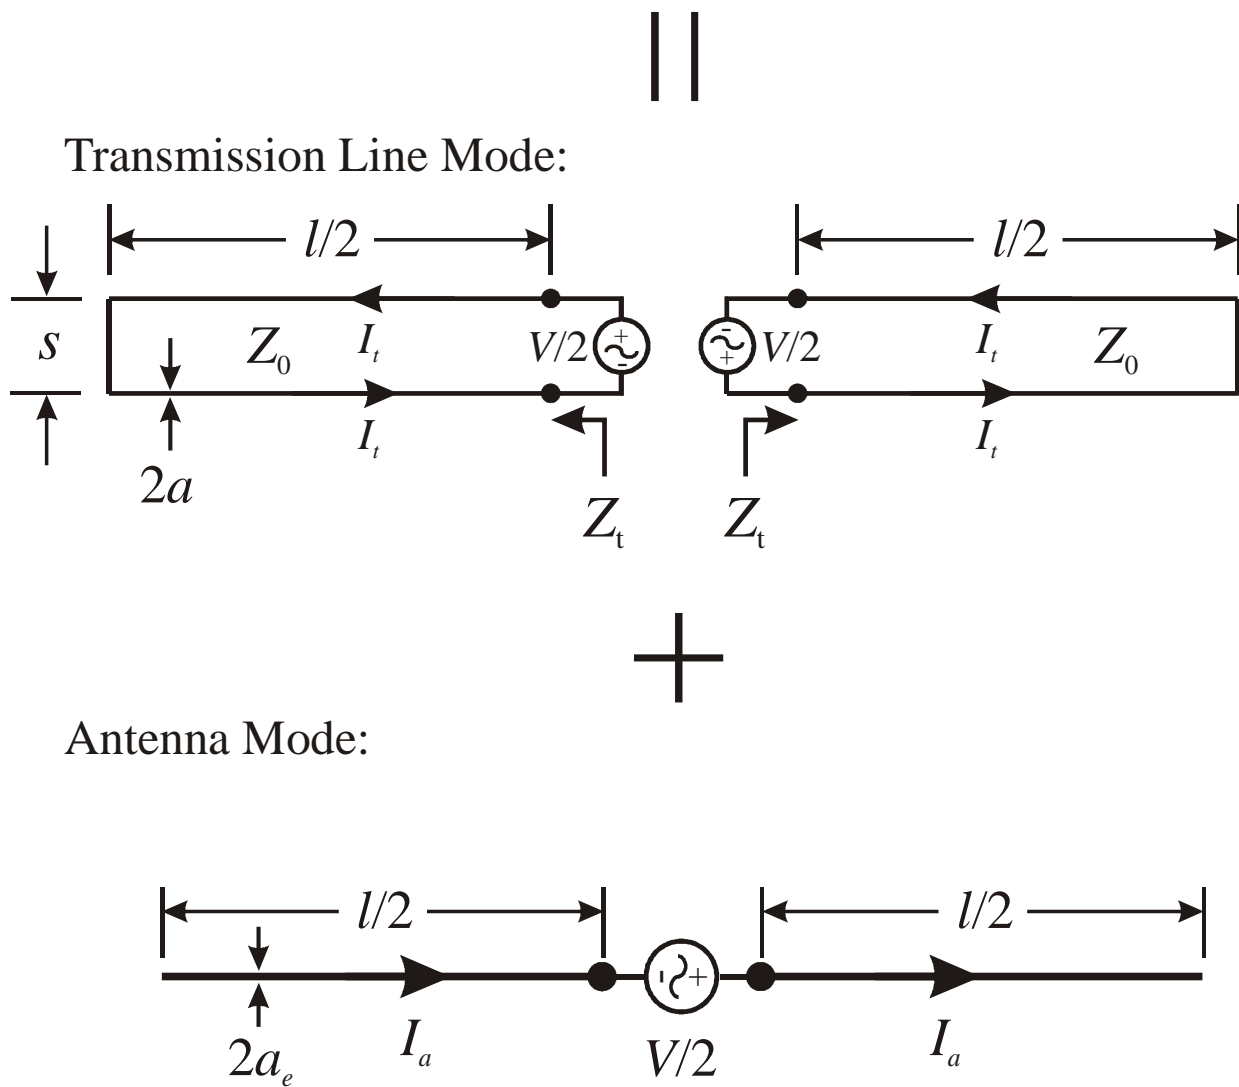 Transmission Line Mode:
l/2 l/2
s Z0 It V/2 + - - + V/2 It Z0
It It
2a
Zt Zt
+
Antenna Mode:
l/2 l/2
- +
2ae Ia V/2 Ia